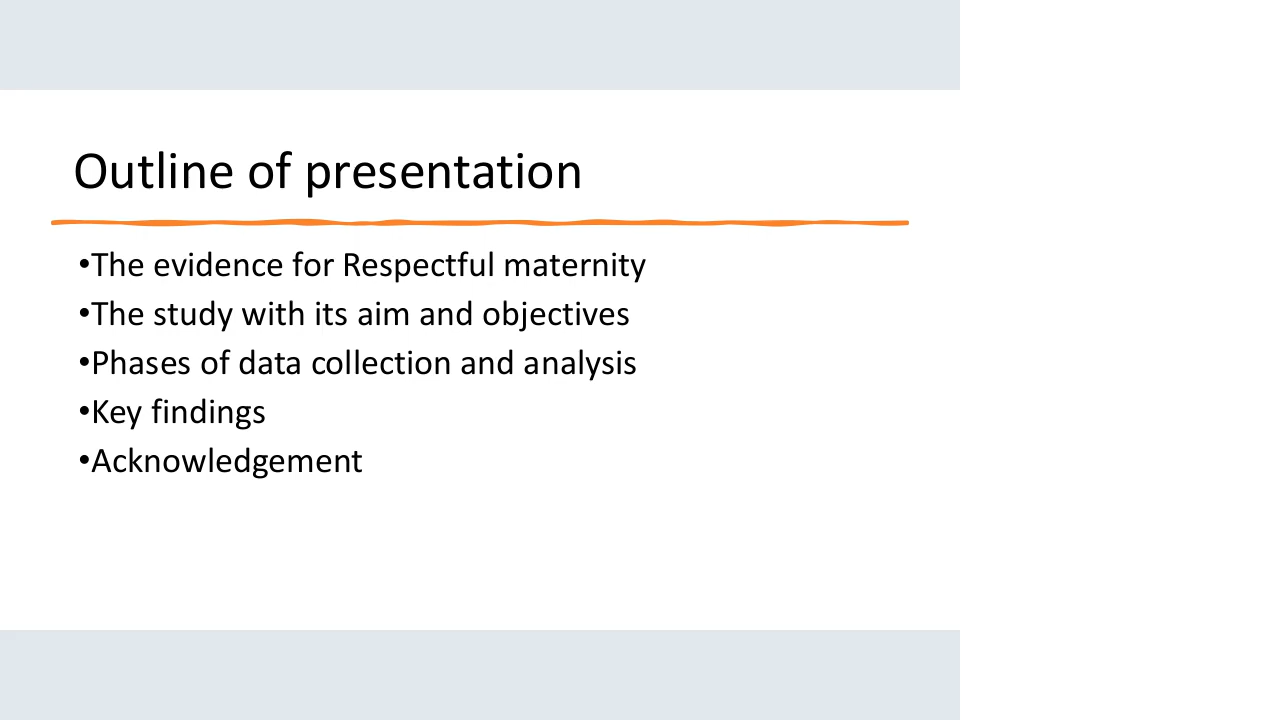 Outline of presentation
•The evidence for Respectful maternity
•The study with its aim and objectives
•Phases of data collection and analysis
•Key findings
•Acknowledgement